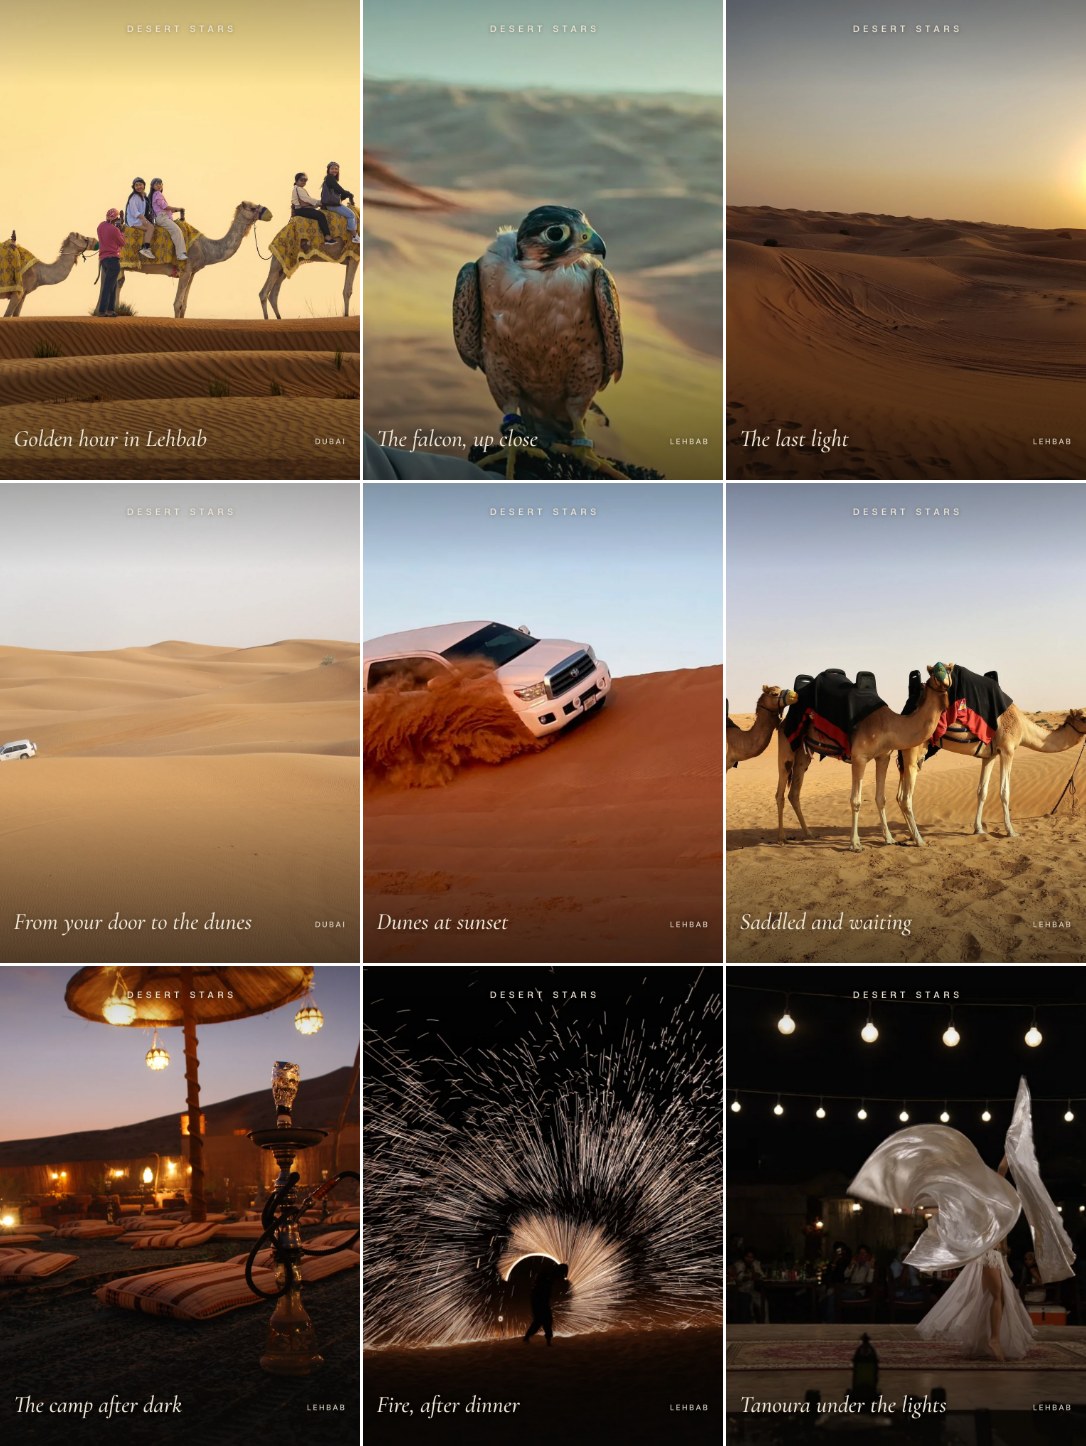 DESERT STARS
Golden hour in Lehbab
DUBAI
DESERT STARS
The falcon, up close
LEHBAB
DESERT STARS
The last light
LEHBAB
DESERT STARS
From your door to the dunes
DUBAI
DESERT STARS
Dunes at sunset
LEHBAB
DESERT STARS
Saddled and waiting
LEHBAB
DESERT STARS
The camp after dark
LEHBAB
DESERT STARS
Fire, after dinner
LEHBAB
DESERT STARS
Tanoura under the lights
LEHBAB